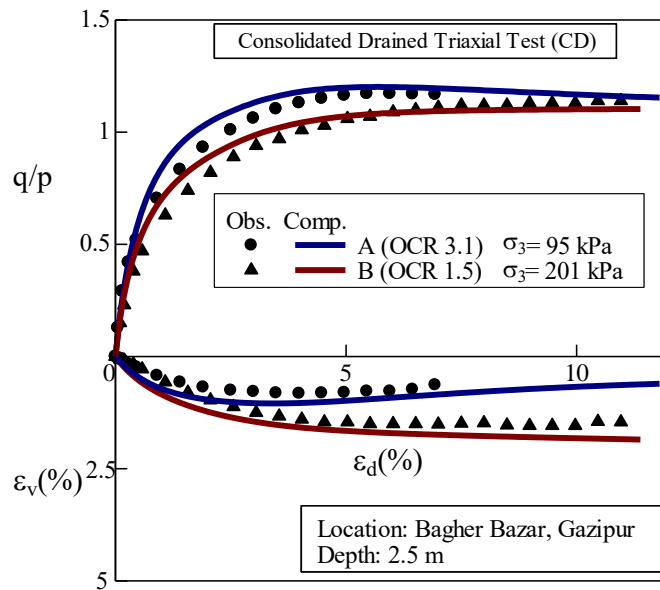 Consolidated Drained Triaxial Test (CD)
1.5
1
q/p
0.5
Obs. Comp.
A (OCR 3.1) σ3= 95 kPa
B (OCR 1.5) σ3= 201 kPa
0
5
10
2.5
εd(%)
εv(%)
Location: Bagher Bazar, Gazipur
Depth: 2.5 m
5